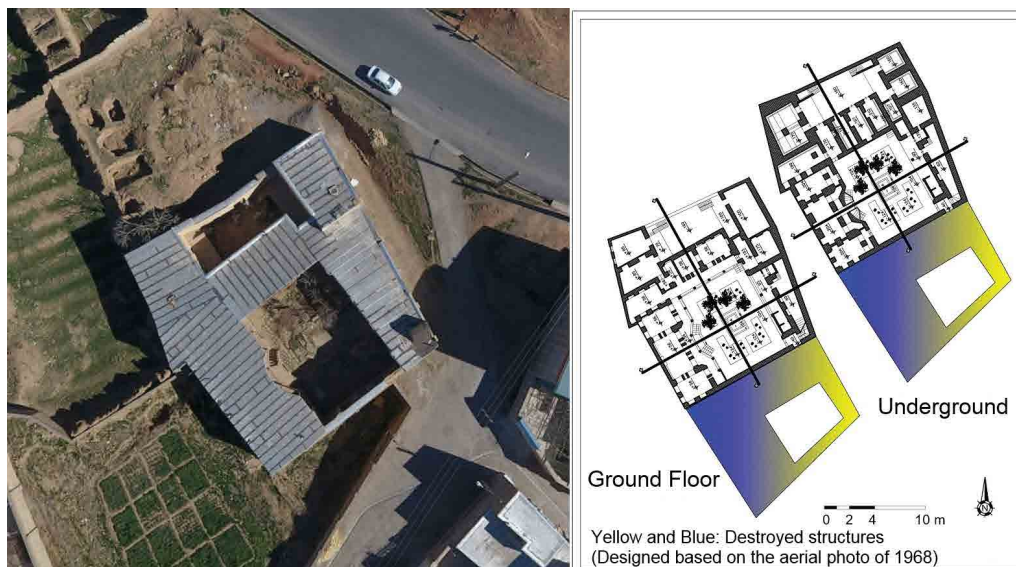 Underground
Ground Floor
0 2 4 10 m
N
Yellow and Blue: Destroyed structures
(Designed based on the aerial photo of 1968)